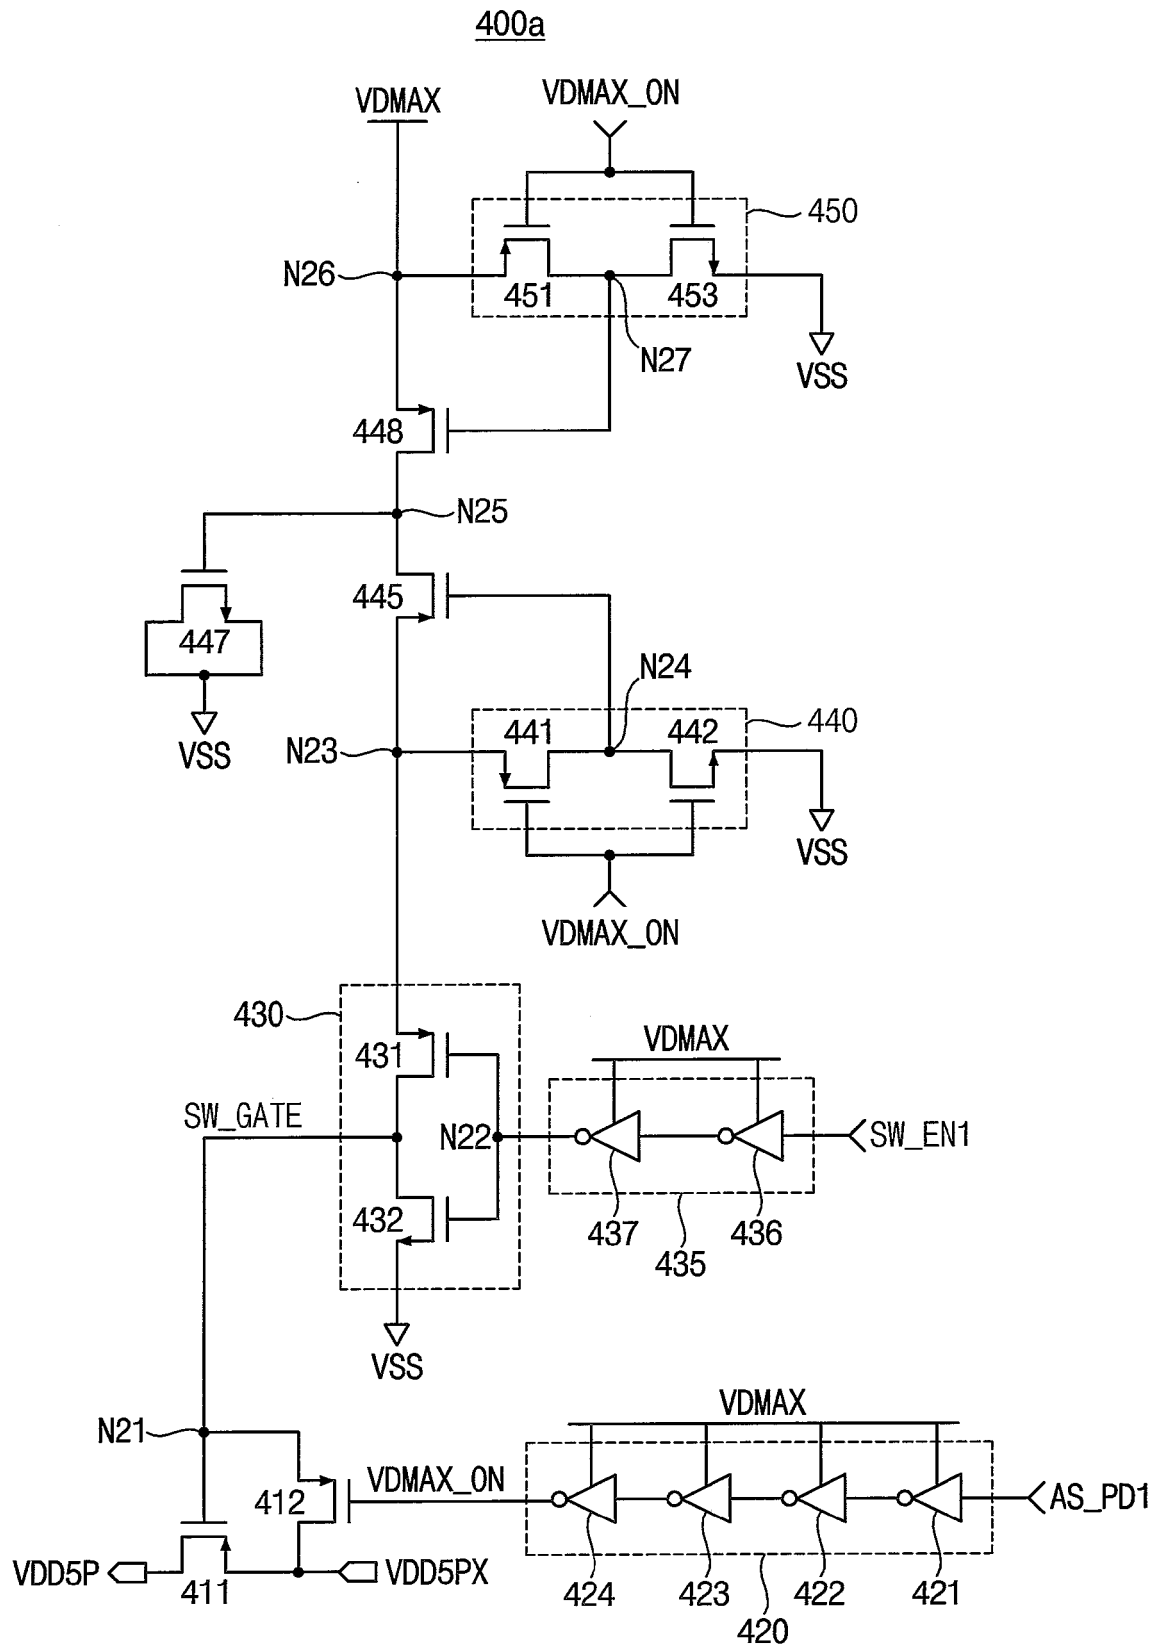 400a
VDMAX
VDMAX_ON
450
N26
451
453
N27
VSS
448
N25
445
447
VSS
N24
441
442
440
N23
VSS
VDMAX_ON
430
431
VDMAX
SW_GATE
N22
SW_EN1
432
437
436
435
VSS
VDMAX
N21
412
VDMAX_ON
AS_PD1
VDD5P
411
VDD5PX
424
423
422
421
420